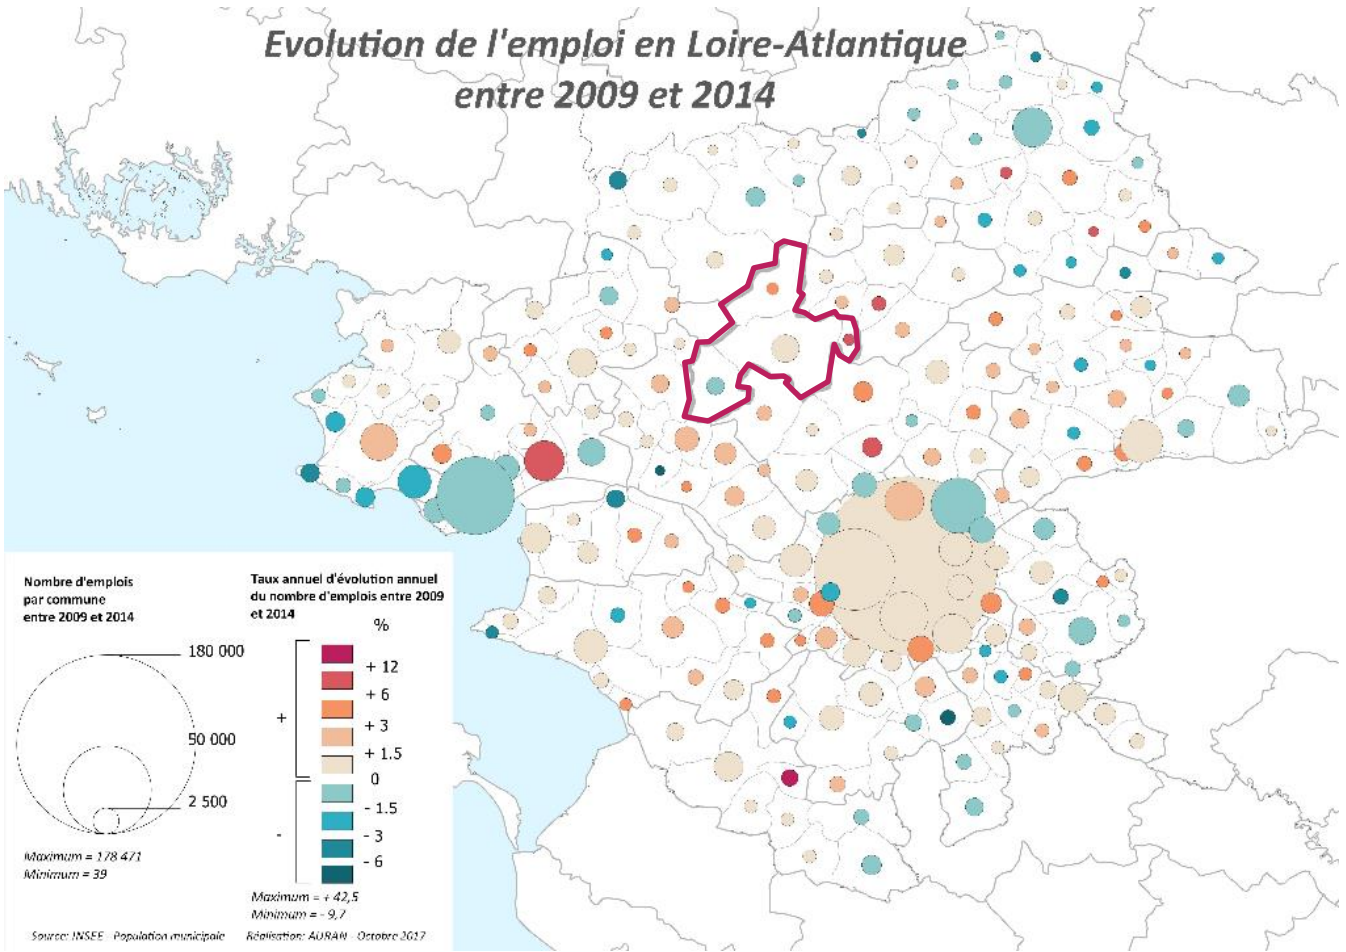 Evolution de l'emploi en Loire-Atlantique
entre 2009 et 2014
Nombre d'emplois
par commune
entre 2009 et 2014
180 000
50 000
2 500
Maximum = 178 471
Minimum = 39
Taux annuel d'évolution annuel
du nombre d'emplois entre 2009
et 2014
%
+
+ 12
+ 6
+ 3
+ 1.5
0
- 1.5
- 3
- 6
-
Maximum = + 42,5
Minimum = - 9,7
Source: INSEE - Population municipale Réalisation: AURAN - Octobre 2017